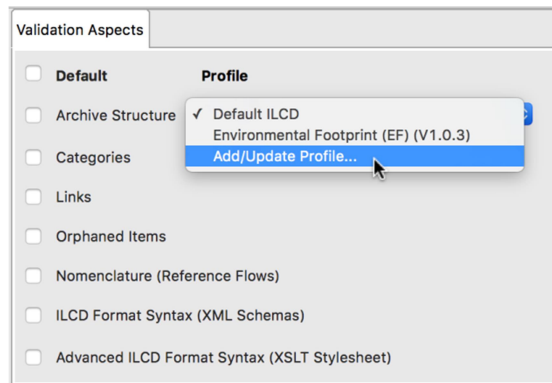 Validation Aspects
Default Profile
Archive Structure ✓ Default ILCD
Environmental Footprint (EF) (V1.0.3)
Categories Add/Update Profile...
Links
Orphaned Items
Nomenclature (Reference Flows)
ILCD Format Syntax (XML Schemas)
Advanced ILCD Format Syntax (XSLT Stylesheet)